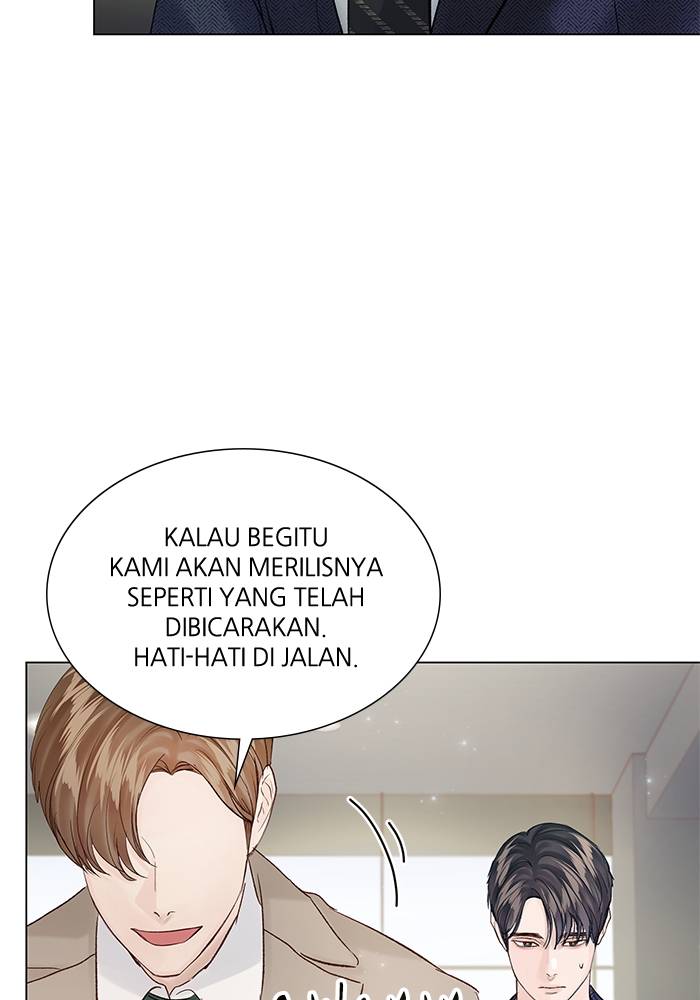 KALAU BEGITU
KAMI AKAN MERILISNYA
SEPERTI YANG TELAH
DIBICARAKAN.
HATI-HATI DI JALAN.